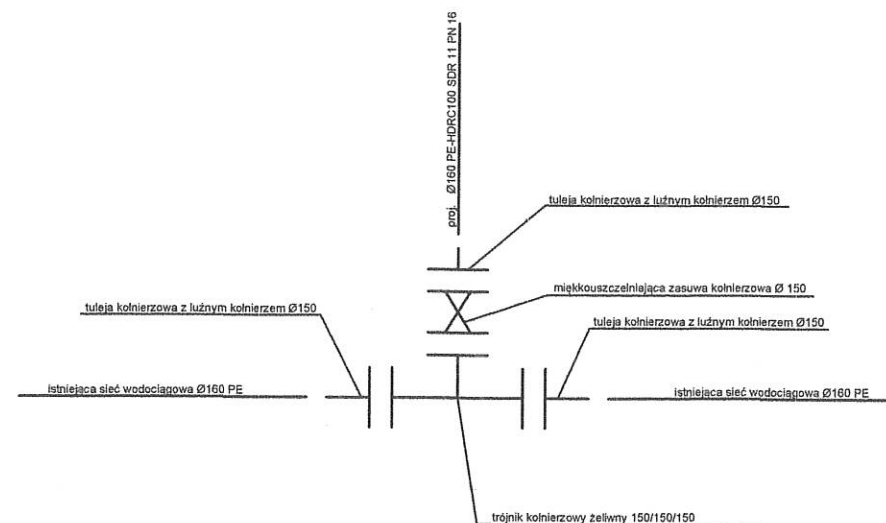 proj. Ø160 PE-HDRC100 SDR 11 PN 16
tuleja kołnierzowa z luźnym kołnierzem Ø150
miękkouszczelniająca zasuwa kołnierzowa Ø 150
tuleja kołnierzowa z luźnym kołnierzem Ø150
tuleja kołnierzowa z luźnym kołnierzem Ø150
istniejąca sieć wodociągowa Ø160 PE
istniejąca sieć wodociągowa Ø160 PE
trójnik kołnierzowy żeliwny 150/150/150